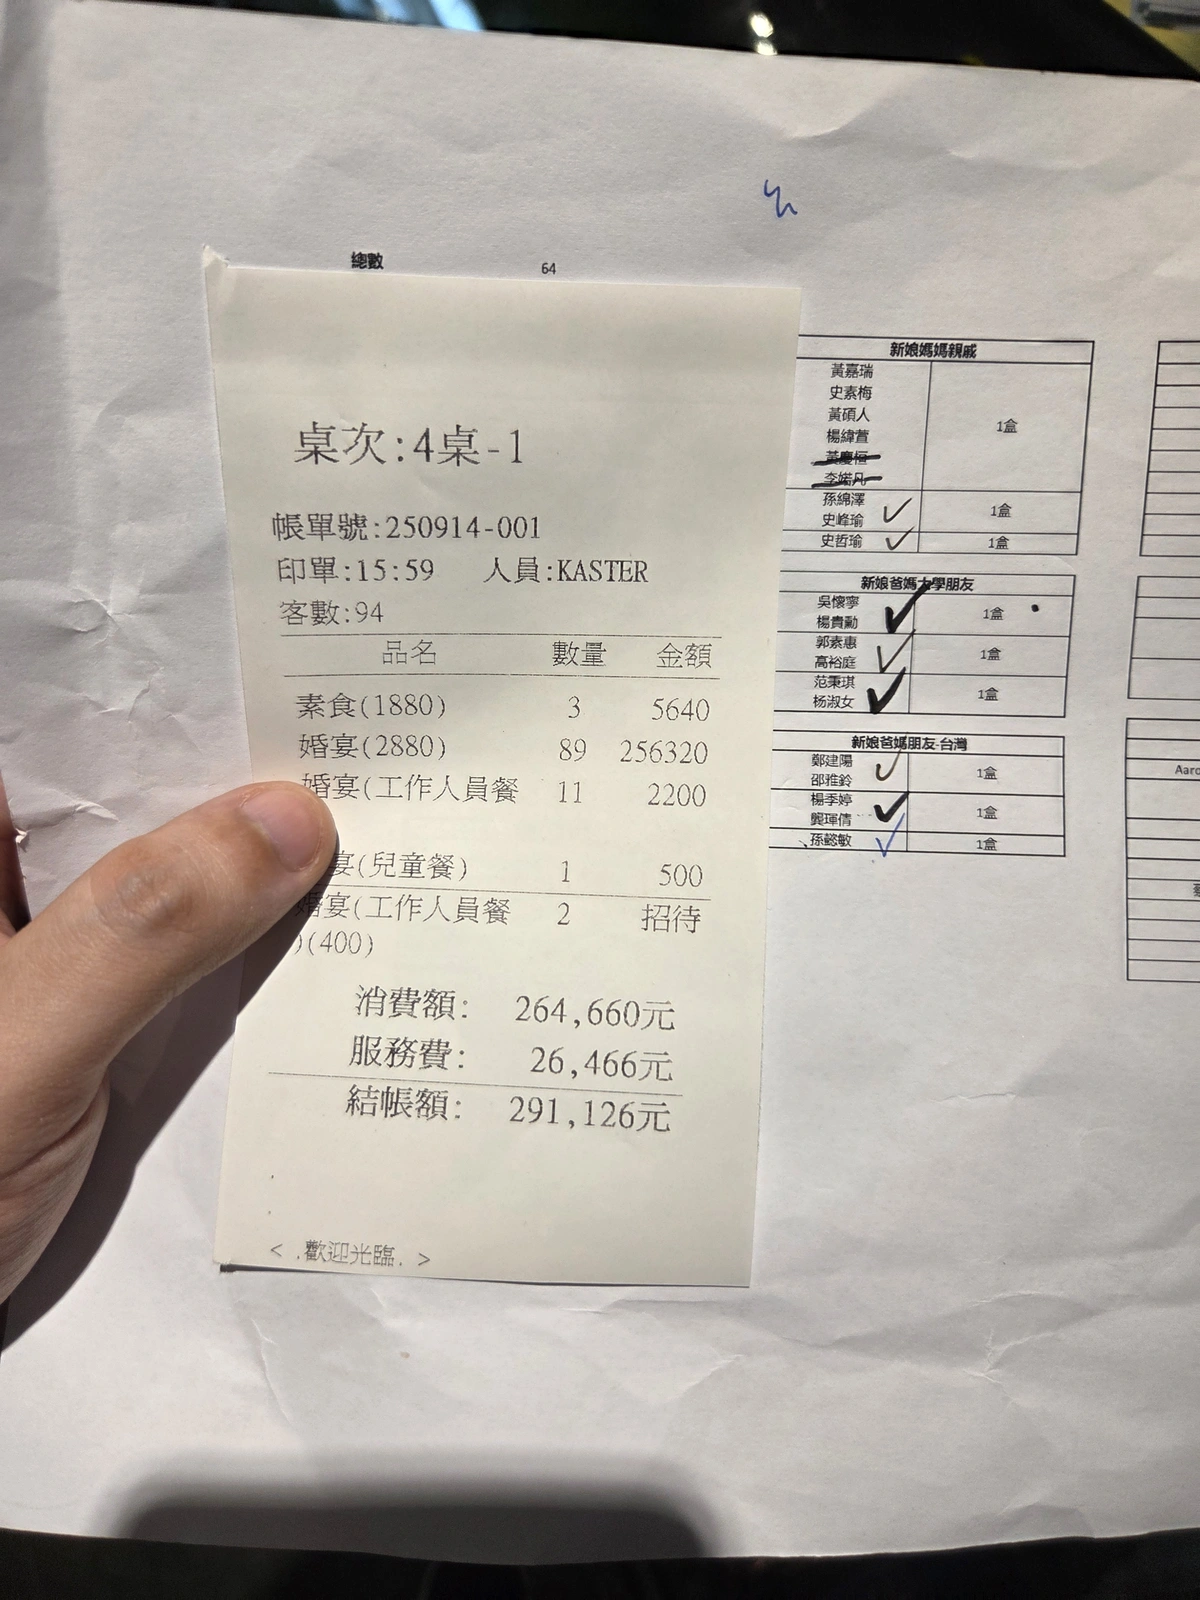 總數 64
桌次:4桌-1
帳單號:250914-001
印單:15:59 人員:KASTER
客數:94
品名 數量 金額
素食(1880) 3 5640
婚宴(2880) 89 256320
婚宴(工作人員餐 11 2200
宴(兒童餐) 1 500
婚宴(工作人員餐 2 招待
)(400)
消費額: 264,660元
服務費: 26,466元
結帳額: 291,126元
< .歡迎光臨. >
新娘媽媽親戚
黃嘉瑞
史素梅
黃碩人
楊緯萱
1盒
黃慶恒
李婼凡
孫綿澤
史峰瑜
1盒
史哲瑜 1盒
新娘爸媽大學朋友
吳懷寧
楊貴勳
1盒
郭素惠
高裕庭
1盒
范秉琪
杨淑女
1盒
新娘爸媽朋友-台灣
鄭建陽
邵雅鈴
1盒
楊季婷
龔琿倩
1盒
孫懿敏 1盒
Aaro